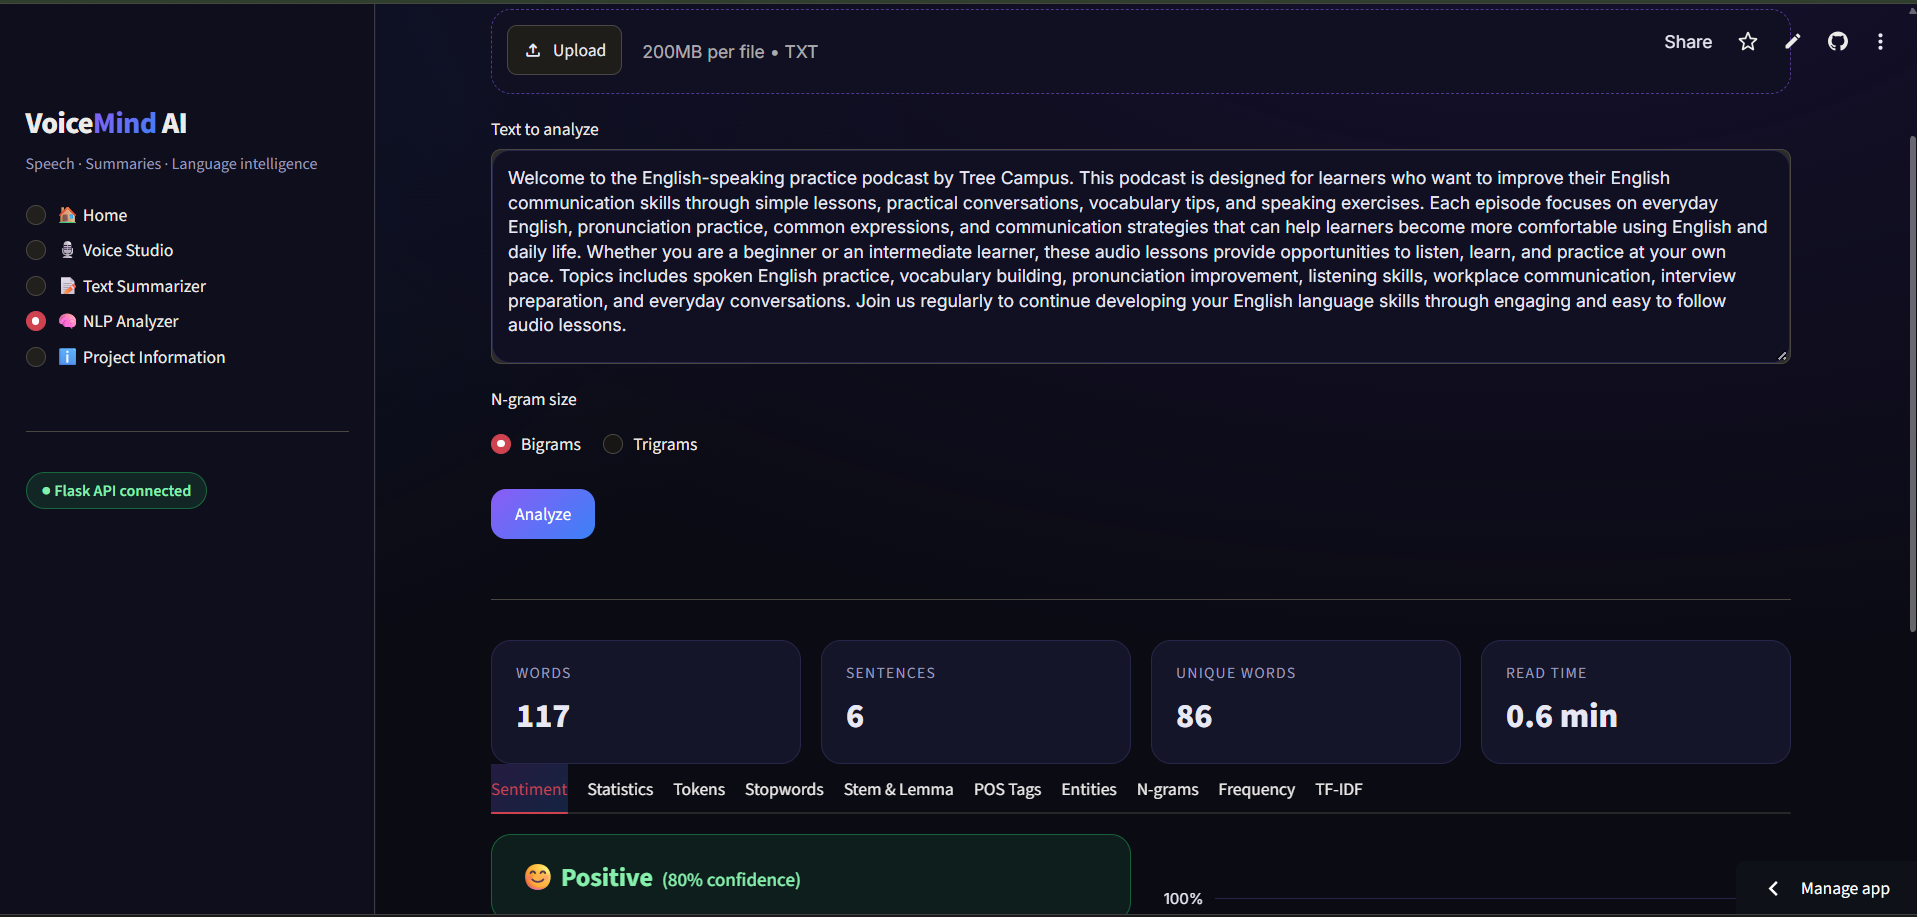 VoiceMind AI
Speech · Summaries · Language intelligence
Home
Voice Studio
Text Summarizer
NLP Analyzer
Project Information
Flask API connected
Upload
200MB per file • TXT
Share
Text to analyze
Welcome to the English-speaking practice podcast by Tree Campus. This podcast is designed for learners who want to improve their English
communication skills through simple lessons, practical conversations, vocabulary tips, and speaking exercises. Each episode focuses on everyday
English, pronunciation practice, common expressions, and communication strategies that can help learners become more comfortable using English and
daily life. Whether you are a beginner or an intermediate learner, these audio lessons provide opportunities to listen, learn, and practice at your own
pace. Topics includes spoken English practice, vocabulary building, pronunciation improvement, listening skills, workplace communication, interview
preparation, and everyday conversations. Join us regularly to continue developing your English language skills through engaging and easy to follow
audio lessons.
N-gram size
Bigrams
Trigrams
Analyze
WORDS
117
SENTENCES
6
UNIQUE WORDS
86
READ TIME
0.6 min
Sentiment
Statistics
Tokens
Stopwords
Stem & Lemma
POS Tags
Entities
N-grams
Frequency
TF-IDF
Positive (80% confidence)
100%
Manage app